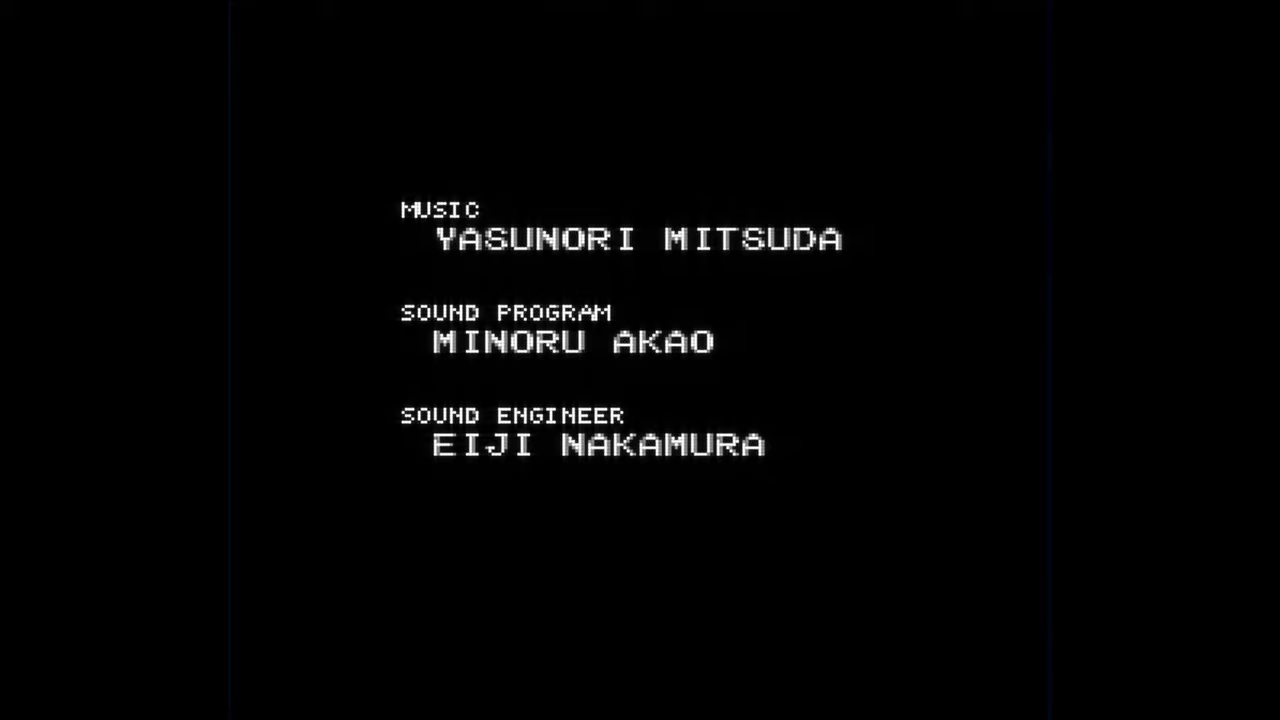 MUSIC
YASUNORI MITSUDA
SOUND PROGRAM
MINORU AKAO
SOUND ENGINEER
EIJI NAKAMURA